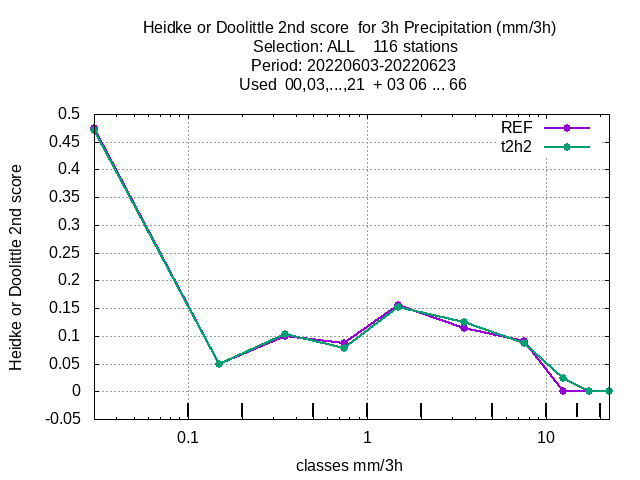 Heidke or Doolittle 2nd score  for 3h Precipitation (mm/3h)
Selection: ALL    116 stations
Period: 20220603-20220623
Used  00,03,...,21  + 03 06 ... 66
REF
t2h2
0.5
0.45
0.4
0.35
0.3
0.25
0.2
0.15
0.1
0.05
0
-0.05
Heidke or Doolittle 2nd score
0.1 1 10
classes mm/3h